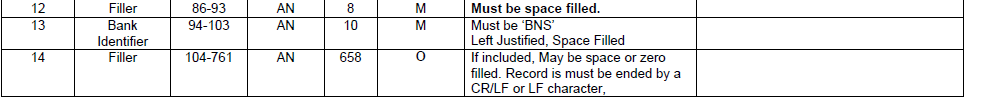 12 Filler 86-93 AN 8 M Must be space filled.
13 Bank Identifier 94-103 AN 10 M Must be ‘BNS’
Left Justified, Space Filled
14 Filler 104-761 AN 658 O If included, May be space or zero
filled. Record is must be ended by a
CR/LF or LF character,